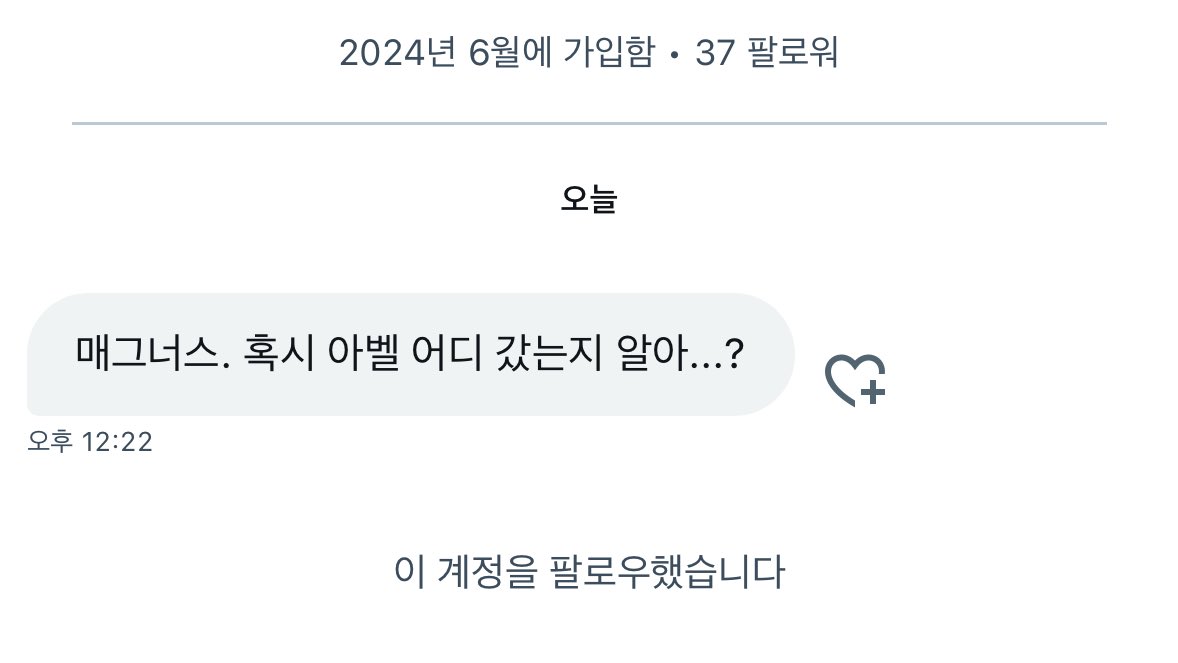 2024년 6월에 가입함 • 37 팔로워
오늘
매그너스. 혹시 아벨 어디 갔는지 알아...?
오후 12:22
이 계정을 팔로우했습니다